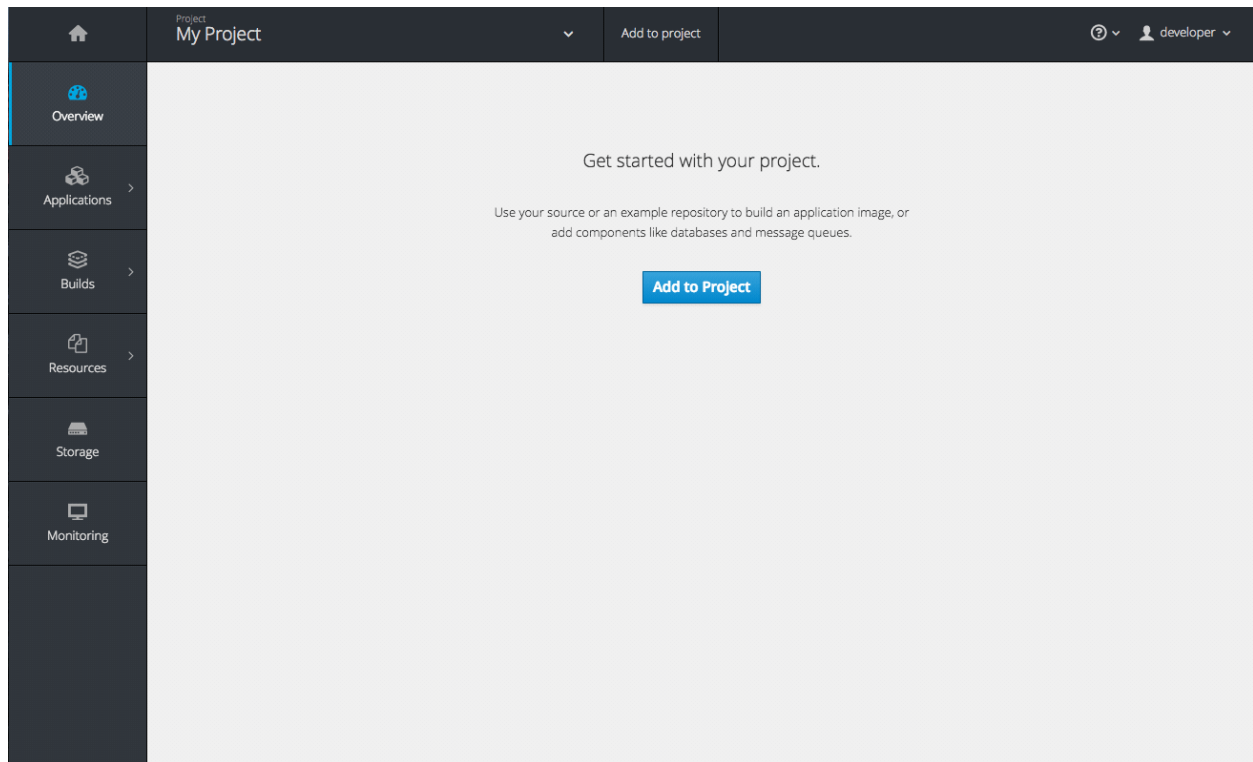 Project
My Project
Add to project
developer
Overview
Applications
Builds
Resources
Storage
Monitoring
Get started with your project.
Use your source or an example repository to build an application image, or
add components like databases and message queues.
Add to Project